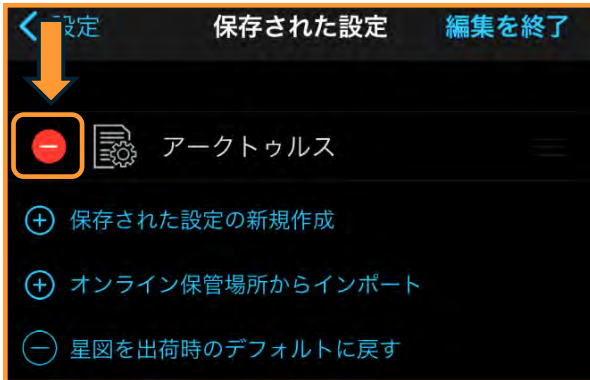 設定 保存された設定 編集を終了
アークトゥルス
保存された設定の新規作成
オンライン保管場所からインポート
星図を出荷時のデフォルトに戻す